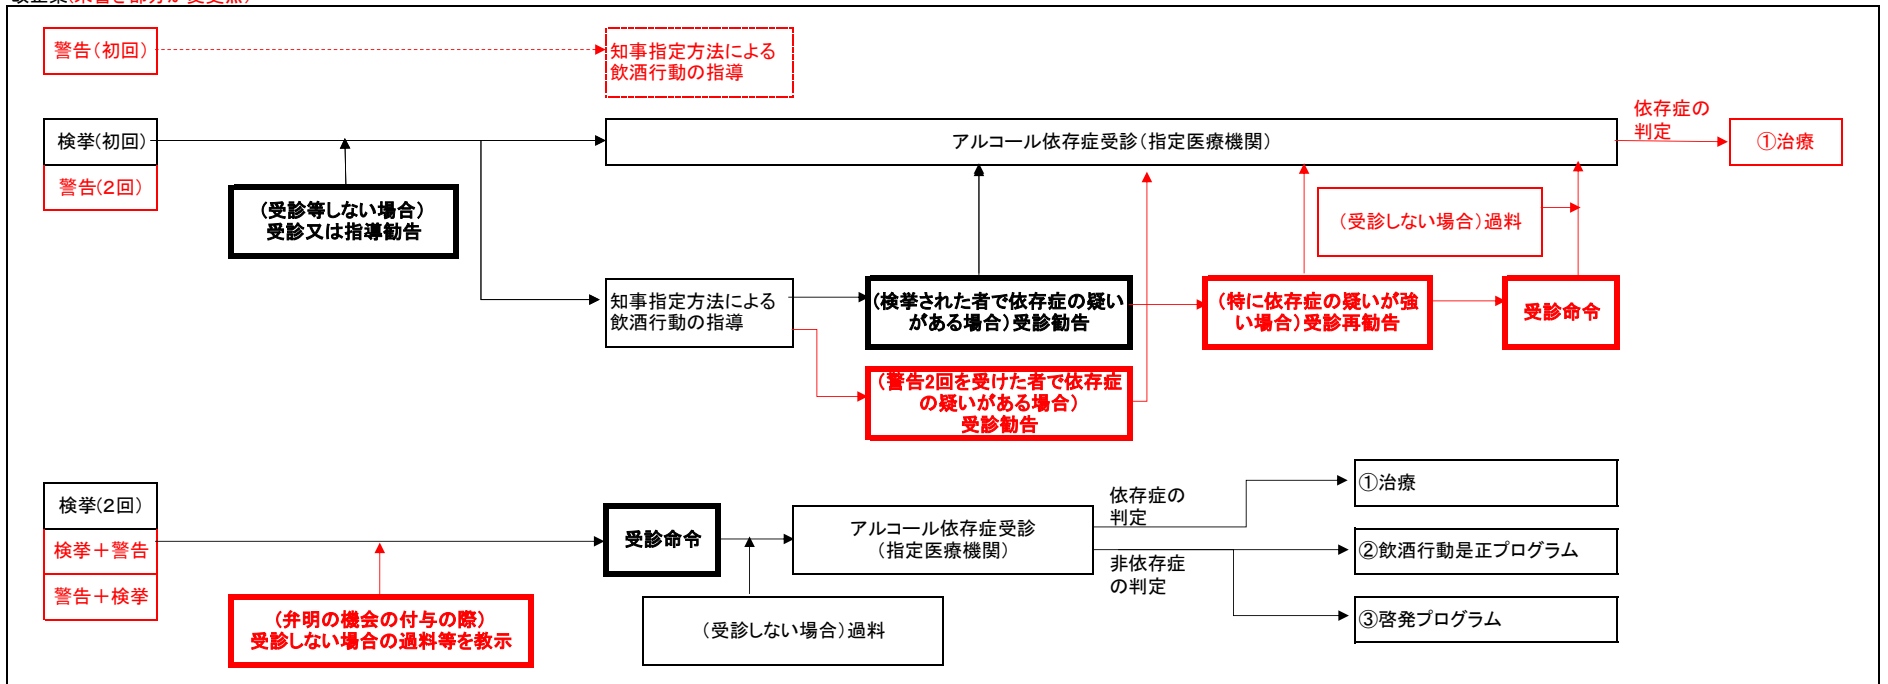 改正案(朱書き部分が変更点)
警告(初回)
知事指定方法による
飲酒行動の指導
検挙(初回)
警告(2回)
アルコール依存症受診(指定医療機関)
依存症の
判定
①治療
(受診等しない場合)
受診又は指導勧告
(受診しない場合)過料
知事指定方法による
飲酒行動の指導
(検挙された者で依存症の疑い
がある場合)受診勧告
(特に依存症の疑いが強
い場合)受診再勧告
受診命令
(警告2回を受けた者で依存症
の疑いがある場合)
受診勧告
検挙(2回)
検挙+警告
警告+検挙
(弁明の機会の付与の際)
受診しない場合の過料等を教示
受診命令
(受診しない場合)過料
アルコール依存症受診
(指定医療機関)
依存症の
判定
非依存症
の判定
①治療
②飲酒行動是正プログラム
③啓発プログラム